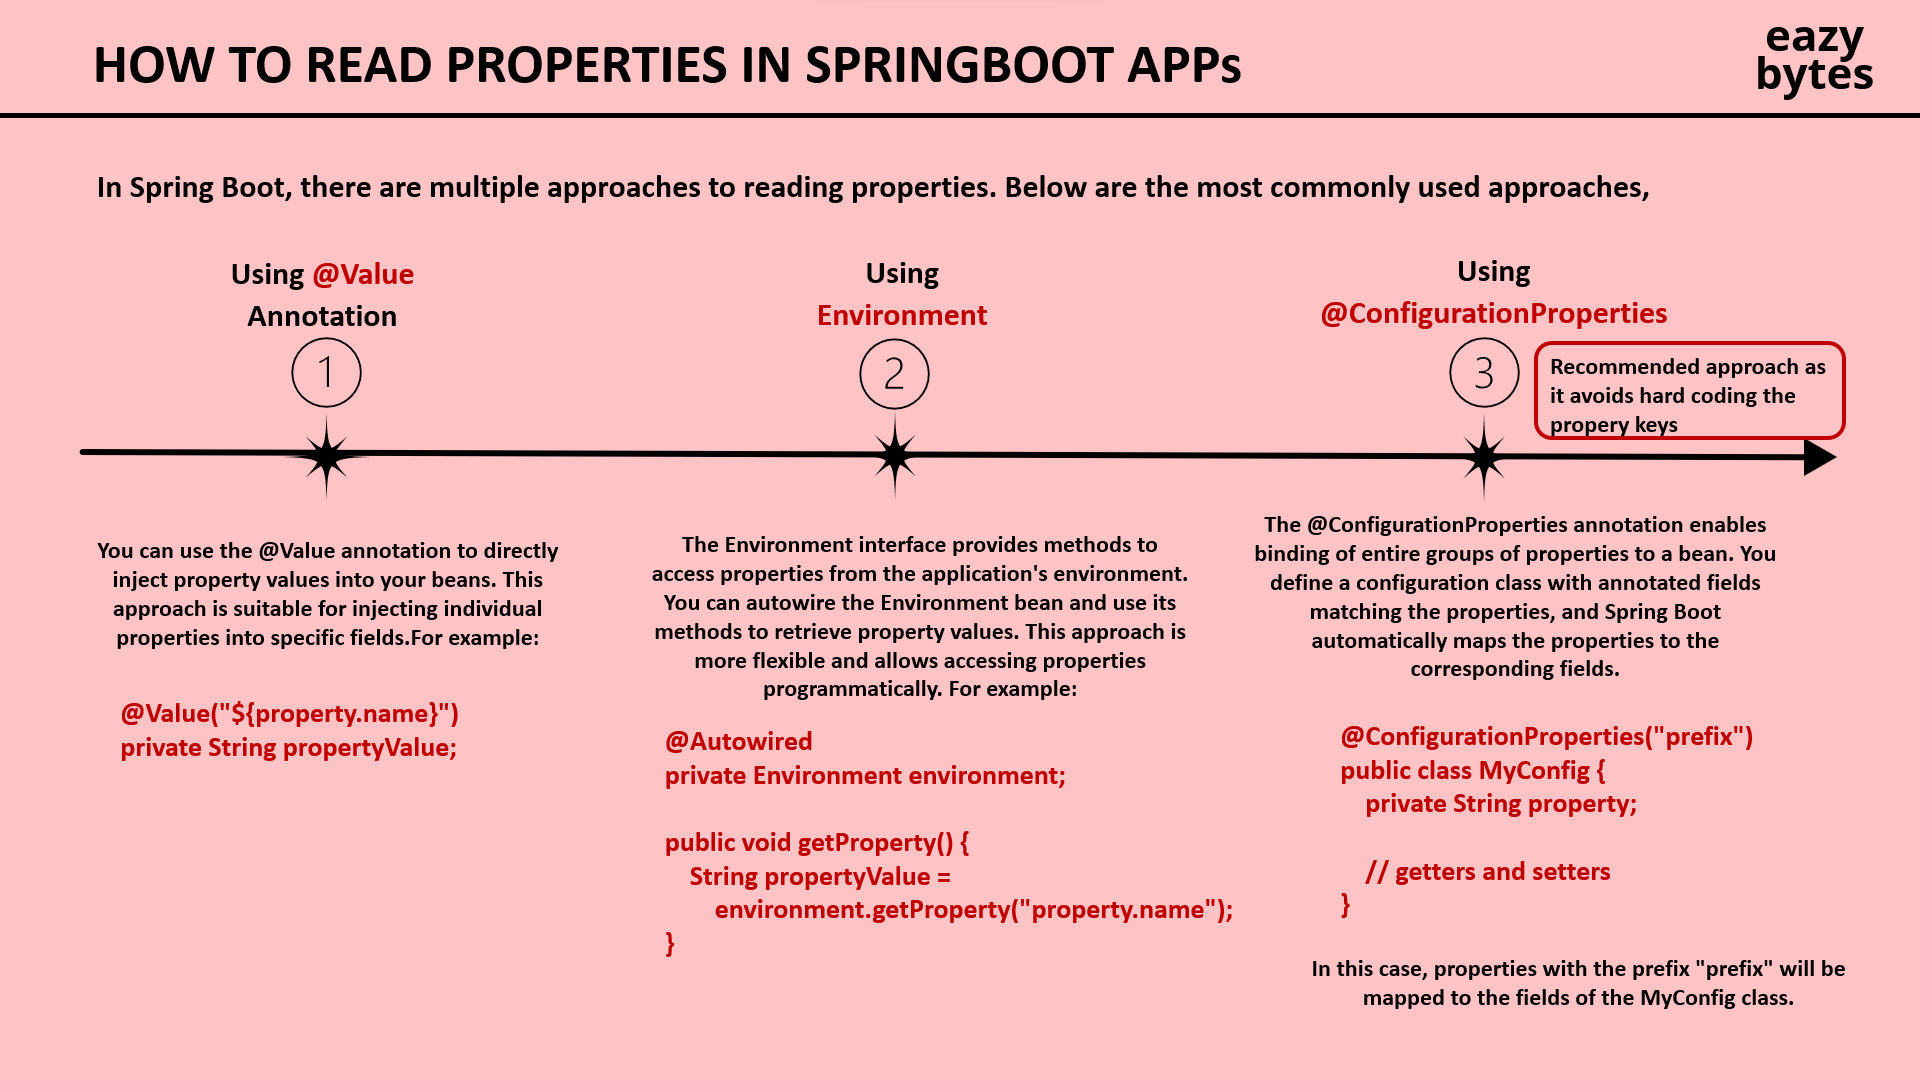 HOW TO READ PROPERTIES IN SPRINGBOOT APPs
eazy
bytes
In Spring Boot, there are multiple approaches to reading properties. Below are the most commonly used approaches,
Using @Value
Annotation
1
You can use the @Value annotation to directly
inject property values into your beans. This
approach is suitable for injecting individual
properties into specific fields.For example:
@Value("${property.name}")
private String propertyValue;
Using
Environment
2
The Environment interface provides methods to
access properties from the application's environment.
You can autowire the Environment bean and use its
methods to retrieve property values. This approach is
more flexible and allows accessing properties
programmatically. For example:
@Autowired
private Environment environment;
public void getProperty() {
String propertyValue =
environment.getProperty("property.name");
}
Using
@ConfigurationProperties
3
Recommended approach as
it avoids hard coding the
propery keys
The @ConfigurationProperties annotation enables
binding of entire groups of properties to a bean. You
define a configuration class with annotated fields
matching the properties, and Spring Boot
automatically maps the properties to the
corresponding fields.
@ConfigurationProperties("prefix")
public class MyConfig {
private String property;
// getters and setters
}
In this case, properties with the prefix "prefix" will be
mapped to the fields of the MyConfig class.